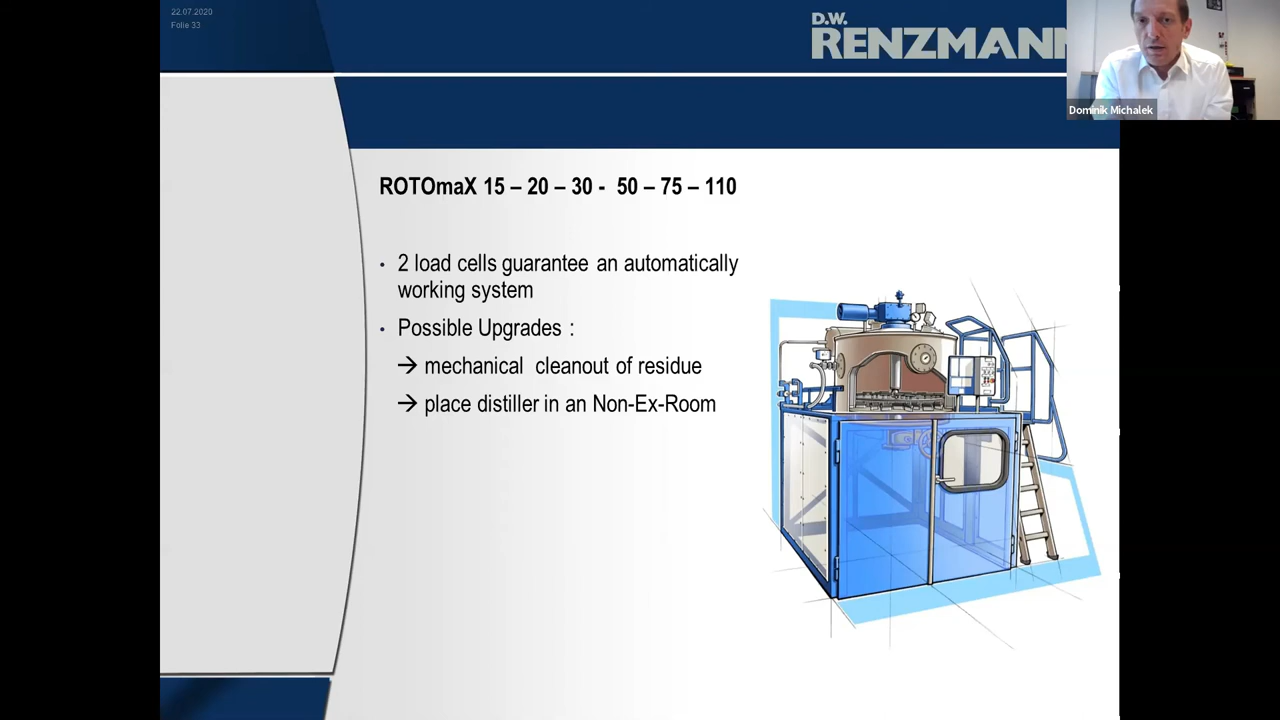 22.07.2020
Folie 33
D.W.
RENZMANN
Dominik Michalek
ROTOmaX 15 – 20 – 30 - 50 – 75 – 110
• 2 load cells guarantee an automatically
working system
• Possible Upgrades :
→ mechanical cleanout of residue
→ place distiller in an Non-Ex-Room